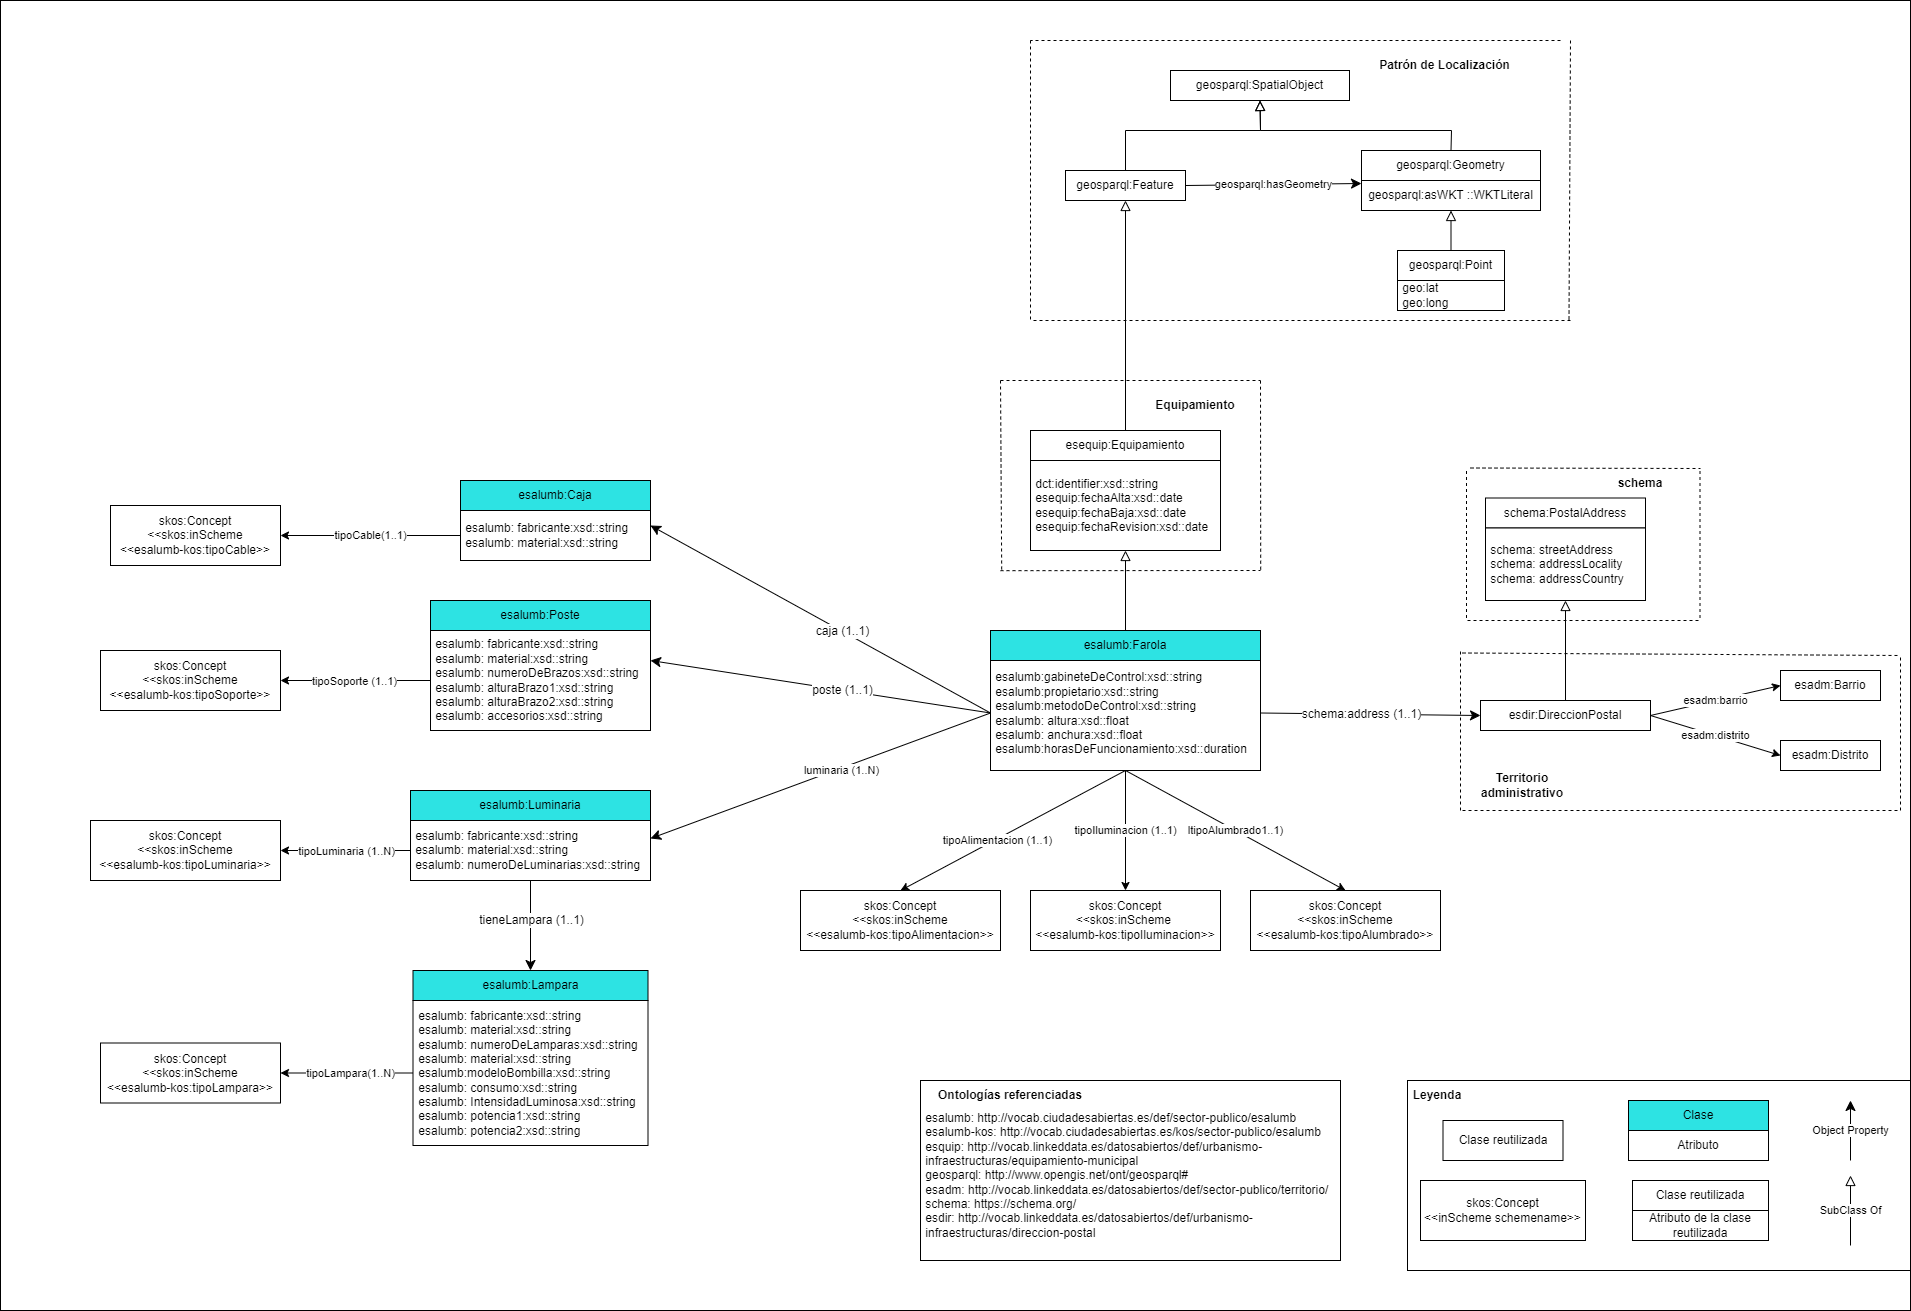 Patrón de Localización
geosparql:SpatialObject
geosparql:Feature
geosparql:hasGeometry
geosparql:Geometry
geosparql:asWKT ::WKTLiteral
geosparql:Point
geo:lat
geo:long
Equipamiento
esequip:Equipamiento
dct:identifier:xsd::string
esequip:fechaAlta:xsd::date
esequip:fechaBaja:xsd::date
esequip:fechaRevision:xsd::date
schema
schema:PostalAddress
schema: streetAddress
schema: addressLocality
schema: addressCountry
skos:Concept
<<skos:inScheme
<<esalumb-kos:tipoCable>>
tipoCable(1..1)
esalumb:Caja
esalumb: fabricante:xsd::string
esalumb: material:xsd::string
caja (1..1)
skos:Concept
<<skos:inScheme
<<esalumb-kos:tipoSoporte>>
tipoSoporte (1..1)
esalumb:Poste
esalumb: fabricante:xsd::string
esalumb: material:xsd::string
esalumb: numeroDeBrazos:xsd::string
esalumb: alturaBrazo1:xsd::string
esalumb: alturaBrazo2:xsd::string
esalumb: accesorios:xsd::string
poste (1..1)
esalumb:Farola
esalumb:gabineteDeControl:xsd::string
esalumb:propietario:xsd::string
esalumb:metodoDeControl:xsd::string
esalumb: altura:xsd::float
esalumb: anchura:xsd::float
esalumb:horasDeFuncionamiento:xsd::duration
schema:address (1..1)
esdir:DireccionPostal
esadm:barrio
esadm:Barrio
esadm:distrito
esadm:Distrito
Territorio
administrativo
luminaria (1..N)
skos:Concept
<<skos:inScheme
<<esalumb-kos:tipoLuminaria>>
tipoLuminaria (1..N)
esalumb:Luminaria
esalumb: fabricante:xsd::string
esalumb: material:xsd::string
esalumb: numeroDeLuminarias:xsd::string
tipoAlimentacion (1..1)
tipoIluminacion (1..1)
ltipoAlumbrado1..1)
skos:Concept
<<skos:inScheme
<<esalumb-kos:tipoAlimentacion>>
skos:Concept
<<skos:inScheme
<<esalumb-kos:tipoIluminacion>>
skos:Concept
<<skos:inScheme
<<esalumb-kos:tipoAlumbrado>>
tieneLampara (1..1)
skos:Concept
<<skos:inScheme
<<esalumb-kos:tipoLampara>>
tipoLampara(1..N)
esalumb:Lampara
esalumb: fabricante:xsd::string
esalumb: material:xsd::string
esalumb: numeroDeLamparas:xsd::string
esalumb: material:xsd::string
esalumb:modeloBombilla:xsd::string
esalumb: consumo:xsd::string
esalumb: IntensidadLuminosa:xsd::string
esalumb: potencia1:xsd::string
esalumb: potencia2:xsd::string
Ontologías referenciadas
esalumb: http://vocab.ciudadesabiertas.es/def/sector-publico/esalumb
esalumb-kos: http://vocab.ciudadesabiertas.es/kos/sector-publico/esalumb
esquip: http://vocab.linkeddata.es/datosabiertos/def/urbanismo-
infraestructuras/equipamiento-municipal
geosparql: http://www.opengis.net/ont/geosparql#
esadm: http://vocab.linkeddata.es/datosabiertos/def/sector-publico/territorio/
schema: https://schema.org/
esdir: http://vocab.linkeddata.es/datosabiertos/def/urbanismo-
infraestructuras/direccion-postal
Leyenda
Clase reutilizada
Clase
Atributo
Object Property
skos:Concept
<<inScheme schemename>>
Clase reutilizada
Atributo de la clase
reutilizada
SubClass Of